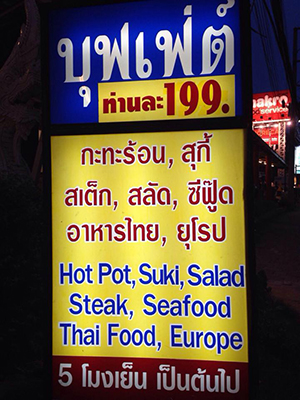 บุฟเฟ่ต์
ท่านละ199.
กะทะร้อน, สุกี้
สเต็ก, สลัด, ซีฟู๊ด
อาหารไทย, ยุโรป
Hot Pot, Suki, Salad
Steak, Seafood
Thai Food, Europe
5 โมงเย็น เป็นต้นไป